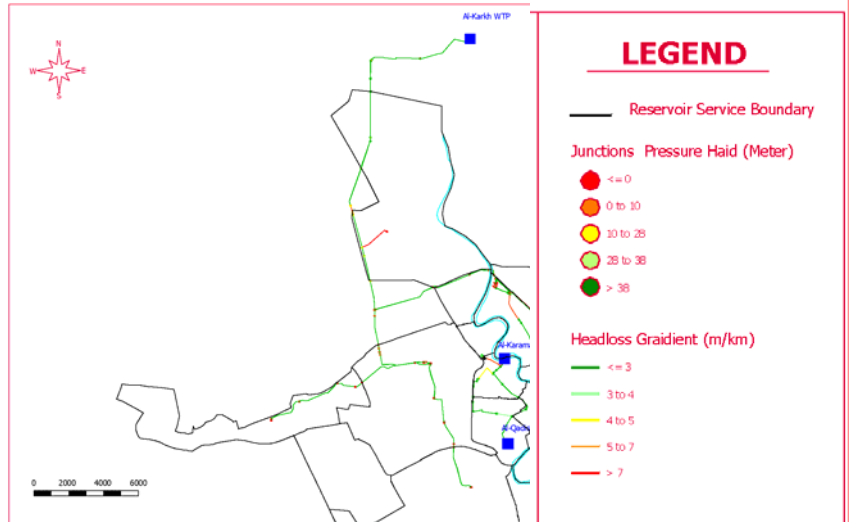 Al-Karkh WTP
N
W E
S
Al-Karama
0 2000 4000 6000
LEGEND
Reservoir Service Boundary
Junctions Pressure Haid (Meter)
<= 0
0 to 10
10 to 28
28 to 38
> 38
Headloss Graidient (m/km)
<= 3
3 to 4
4 to 5
5 to 7
> 7